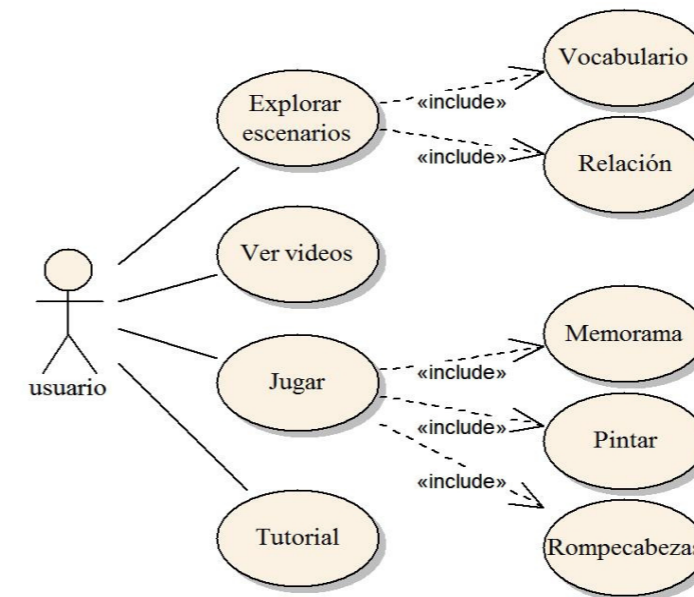 Vocabulario
Explorar
escenarios
«include»
«include»
Relación
Ver videos
usuario
Jugar
«include»
Memorama
«include»
Pintar
«include»
Tutorial
Rompecabezas